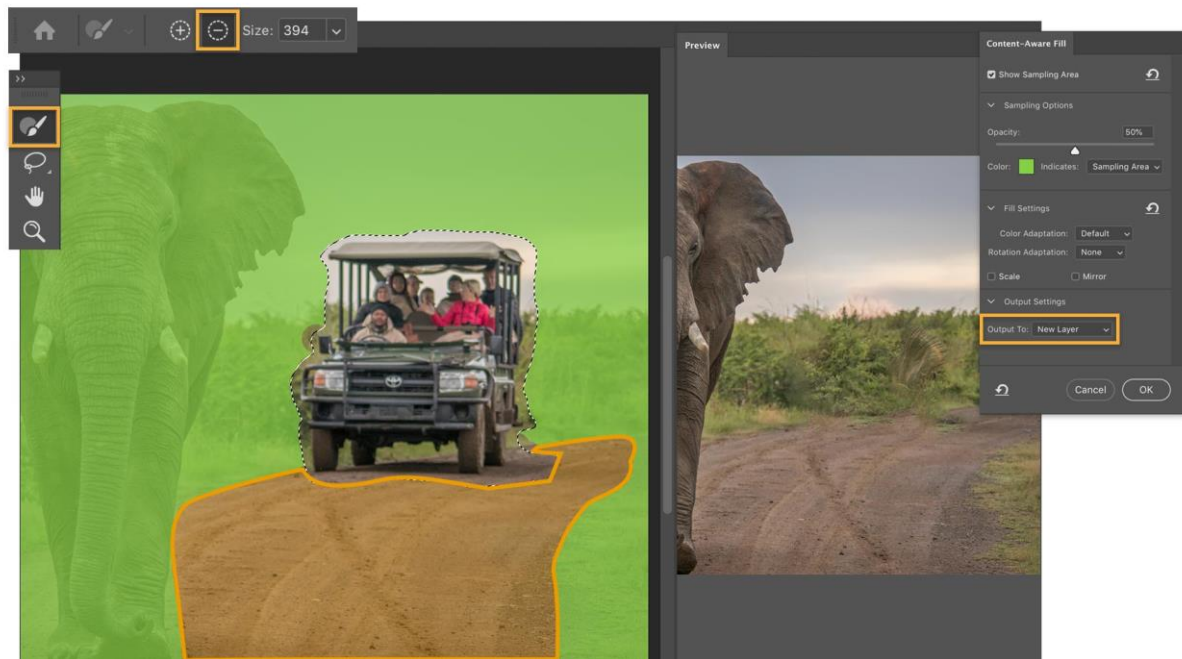 Size: 394
>>
Preview
Content-Aware Fill
Show Sampling Area
Sampling Options
Opacity: 50%
Color: Indicates: Sampling Area
Fill Settings
Color Adaptation: Default
Rotation Adaptation: None
Scale Mirror
Output Settings
Output To: New Layer
Cancel OK